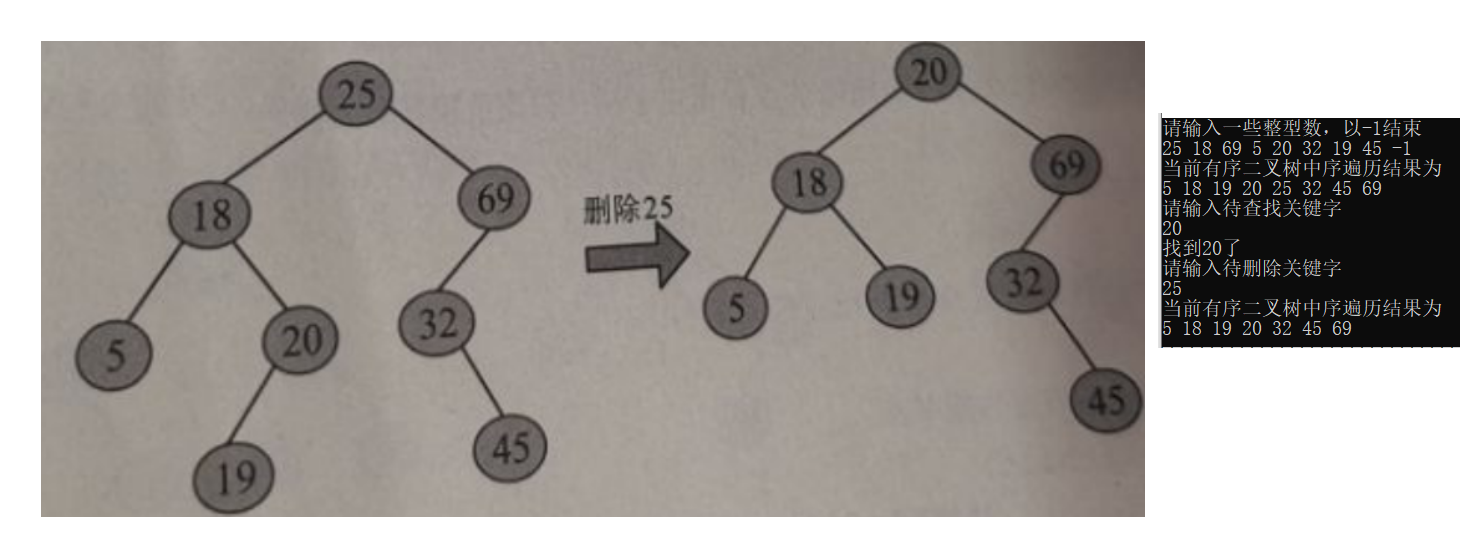 25
18
69
5
20
32
19
45
删除25
20
18
69
5
19
32
45
请输入一些整型数，以-1结束
25 18 69 5 20 32 19 45 -1
当前有序二叉树中序遍历结果为
5 18 19 20 25 32 45 69
请输入待查找关键字
20
找到20了
请输入待删除关键字
25
当前有序二叉树中序遍历结果为
5 18 19 20 32 45 69